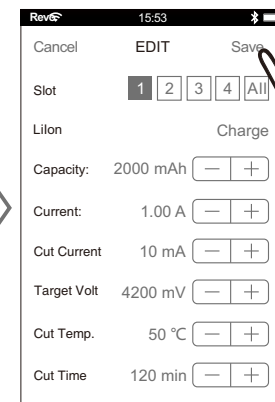 Rev 15:53
Cancel EDIT Save
Slot 1 2 3 4 All
LiIon Charge
Capacity: 2000 mAh — +
Current: 1.00 A — +
Cut Current 10 mA — +
Target Volt 4200 mV — +
Cut Temp. 50 ℃ — +
Cut Time 120 min — +